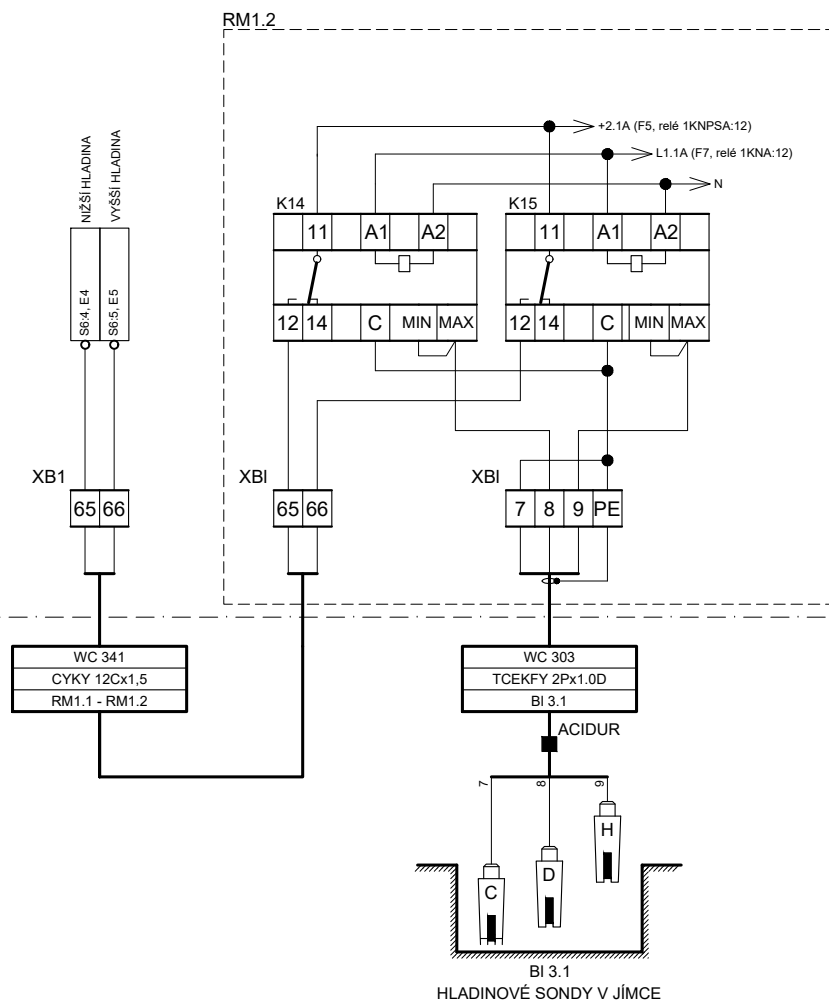 RM1.2
+2.1A (F5, relé 1KNPSA:12)
L1.1A (F7, relé 1KNA:12)
N
NIŽŠÍ HLADINA
VYŠŠÍ HLADINA
S6:4, E4
S6:5, E5
K14
11 A1 A2
12 14 C MIN MAX
K15
11 A1 A2
12 14 C MIN MAX
XB1
65 66
XBI
65 66
XBI
7 8 9 PE
WC 341
CYKY 12Cx1,5
RM1.1 - RM1.2
WC 303
TCEKFY 2Px1.0D
BI 3.1
ACIDUR
7 8 9
C D H
BI 3.1
HLADINOVÉ SONDY V JÍMCE